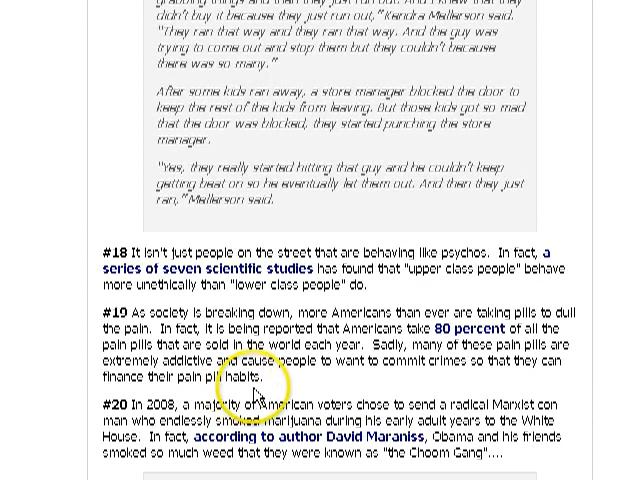 grabbing things and then they just run out. And I knew that they
didn't buy it because they just run out," Kendra Mellerson said.
"They ran that way and they ran that way. And the guy was
trying to come out and stop them but they couldn't because
there was so many."
After some kids ran away, a store manager blocked the door to
keep the rest of the kids from leaving. But those kids got so mad
that the door was blocked, they started punching the store
manager.
"Yes, they really started hitting that guy and he couldn't keep
getting beat on so he eventually let them out. And then they just
ran," Mellerson said.
#18 It isn't just people on the street that are behaving like psychos. In fact, a
series of seven scientific studies has found that "upper class people" behave
more unethically than "lower class people" do.
#19 As society is breaking down, more Americans than ever are taking pills to dull
the pain. In fact, it is being reported that Americans take 80 percent of all the
pain pills that are sold in the world each year. Sadly, many of these pain pills are
extremely addictive and cause people to want to commit crimes so that they can
finance their pain pill habits.
#20 In 2008, a majority of American voters chose to send a radical Marxist con
man who endlessly smoked marijuana during his early adult years to the White
House. In fact, according to author David Maraniss, Obama and his friends
smoked so much weed that they were known as "the Choom Gang"....